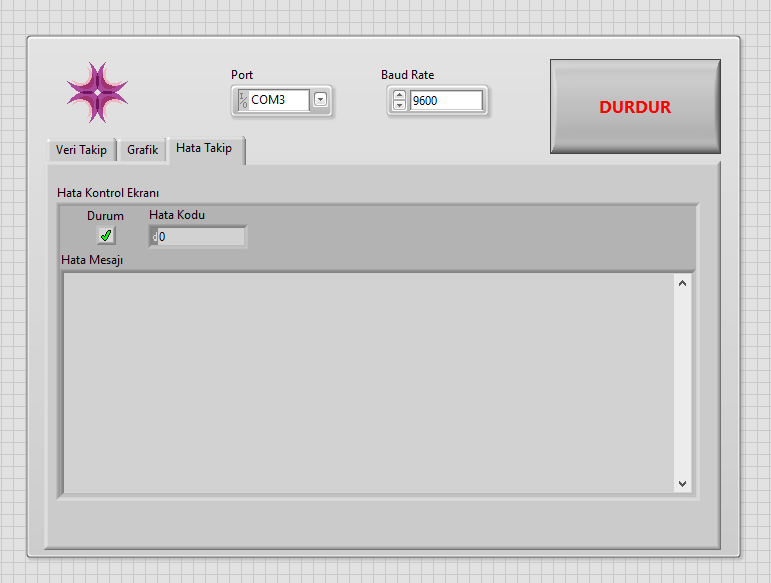 Port
Baud Rate
COM3
9600
DURDUR
Veri Takip
Grafik
Hata Takip
Hata Kontrol Ekranı
Durum
Hata Kodu
0
Hata Mesajı